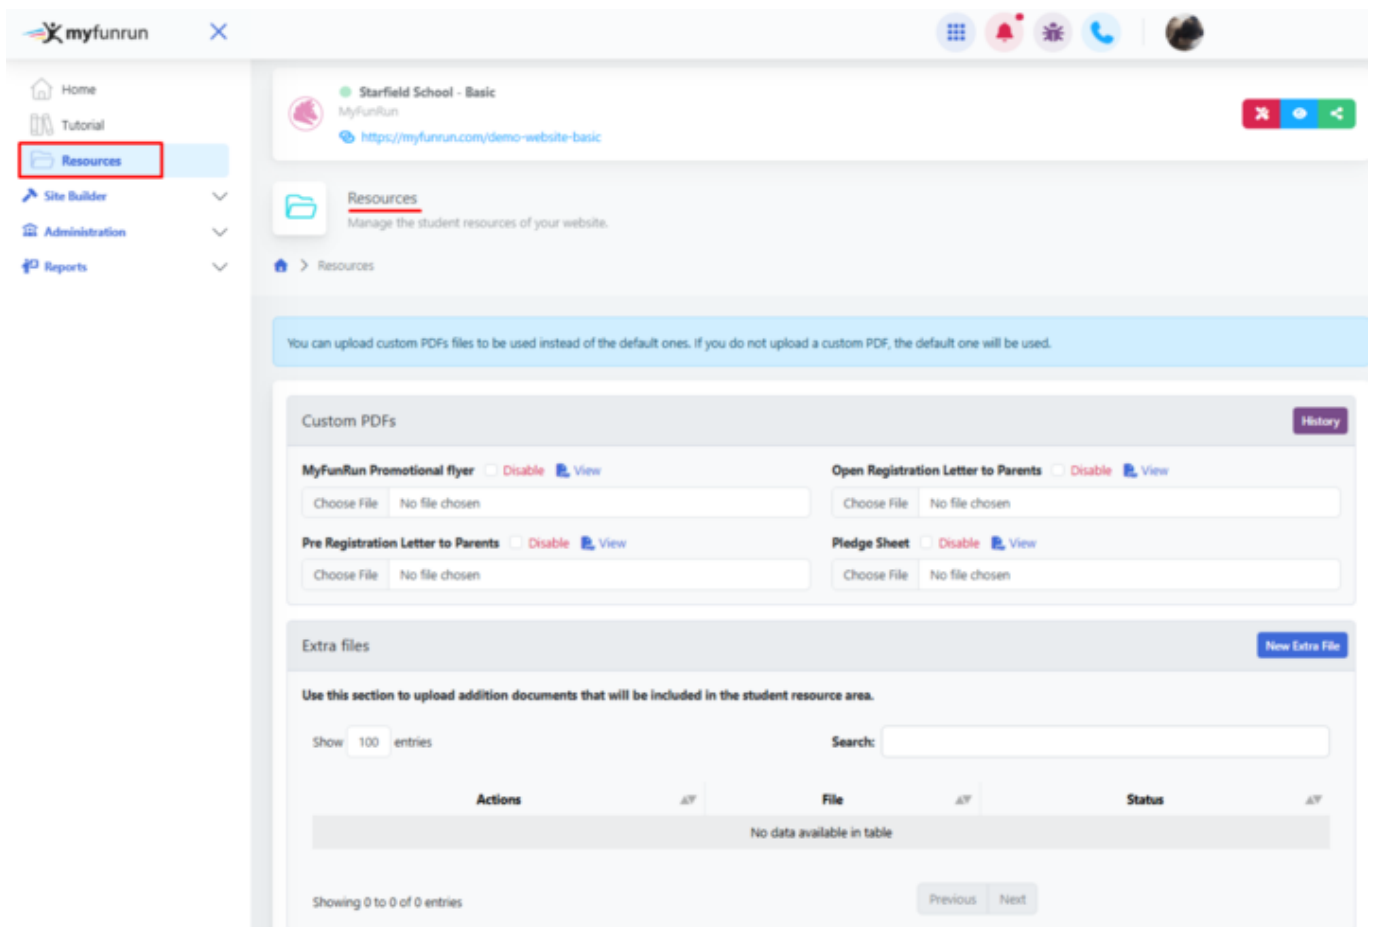 myfunrun
Home
Tutorial
Resources
Site Builder
Administration
Reports
Starfield School - Basic
MyFunRun
https://myfunrun.com/demo-website-basic
Resources
Manage the student resources of your website.
> Resources
You can upload custom PDFs files to be used instead of the default ones. If you do not upload a custom PDF, the default one will be used.
Custom PDFs History
MyFunRun Promotional flyer Disable View Open Registration Letter to Parents Disable View
Choose File No file chosen Choose File No file chosen
Pre Registration Letter to Parents Disable View Pledge Sheet Disable View
Choose File No file chosen Choose File No file chosen
Extra files New Extra File
Use this section to upload addition documents that will be included in the student resource area.
Show 100 entries Search:
Actions File Status
No data available in table
Showing 0 to 0 of 0 entries Previous Next